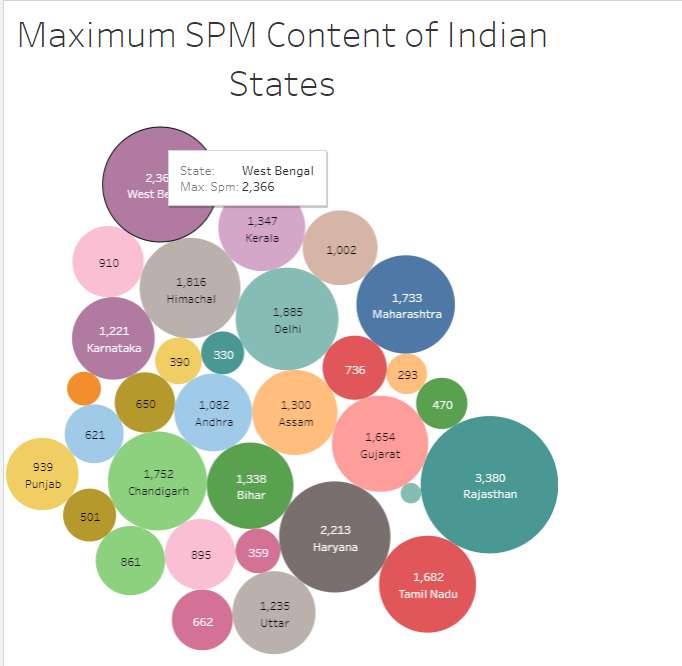 Maximum SPM Content of Indian
States
State: West Bengal
Max. Spm: 2,366
2,36
West Be
1,347
Kerala
1,002
910
1,816
Himachal
1,733
Maharashtra
1,885
Delhi
1,221
Karnataka
390
330
736
293
650
1,082
Andhra
1,300
Assam
470
621
1,654
Gujarat
939
Punjab
1,752
Chandigarh
1,338
Bihar
3,380
Rajasthan
501
2,213
Haryana
861
895
359
1,682
Tamil Nadu
662
1,235
Uttar